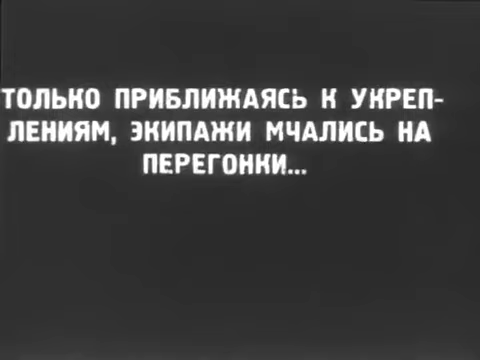 ТОЛЬКО ПРИБЛИЖАЯСЬ К УКРЕП-
ЛЕНИЯМ, ЭКИПАЖИ МЧАЛИСЬ НА
ПЕРЕГОНКИ...